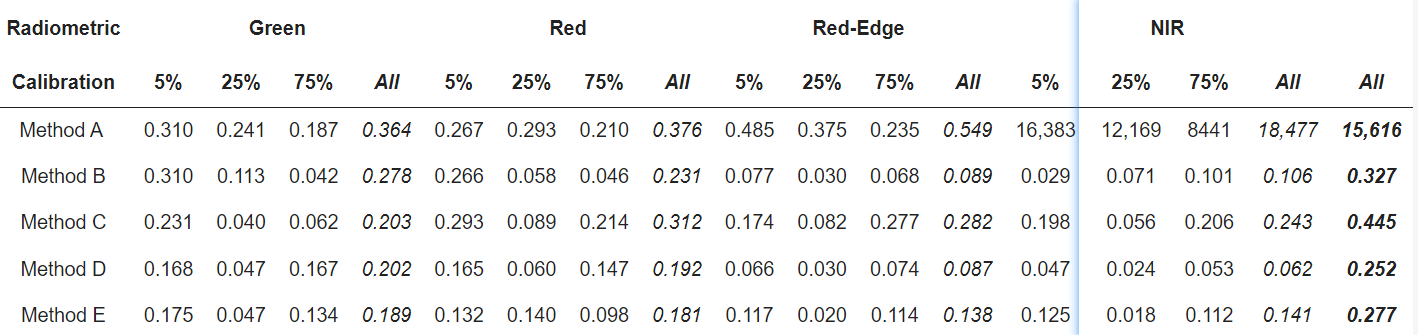 Radiometric Green Red Red-Edge NIR
Calibration 5% 25% 75% All 5% 25% 75% All 5% 25% 75% All 5% 25% 75% All All
Method A 0.310 0.241 0.187 0.364 0.267 0.293 0.210 0.376 0.485 0.375 0.235 0.549 16,383 12,169 8441 18,477 15,616
Method B 0.310 0.113 0.042 0.278 0.266 0.058 0.046 0.231 0.077 0.030 0.068 0.089 0.029 0.071 0.101 0.106 0.327
Method C 0.231 0.040 0.062 0.203 0.293 0.089 0.214 0.312 0.174 0.082 0.277 0.282 0.198 0.056 0.206 0.243 0.445
Method D 0.168 0.047 0.167 0.202 0.165 0.060 0.147 0.192 0.066 0.030 0.074 0.087 0.047 0.024 0.053 0.062 0.252
Method E 0.175 0.047 0.134 0.189 0.132 0.140 0.098 0.181 0.117 0.020 0.114 0.138 0.125 0.018 0.112 0.141 0.277